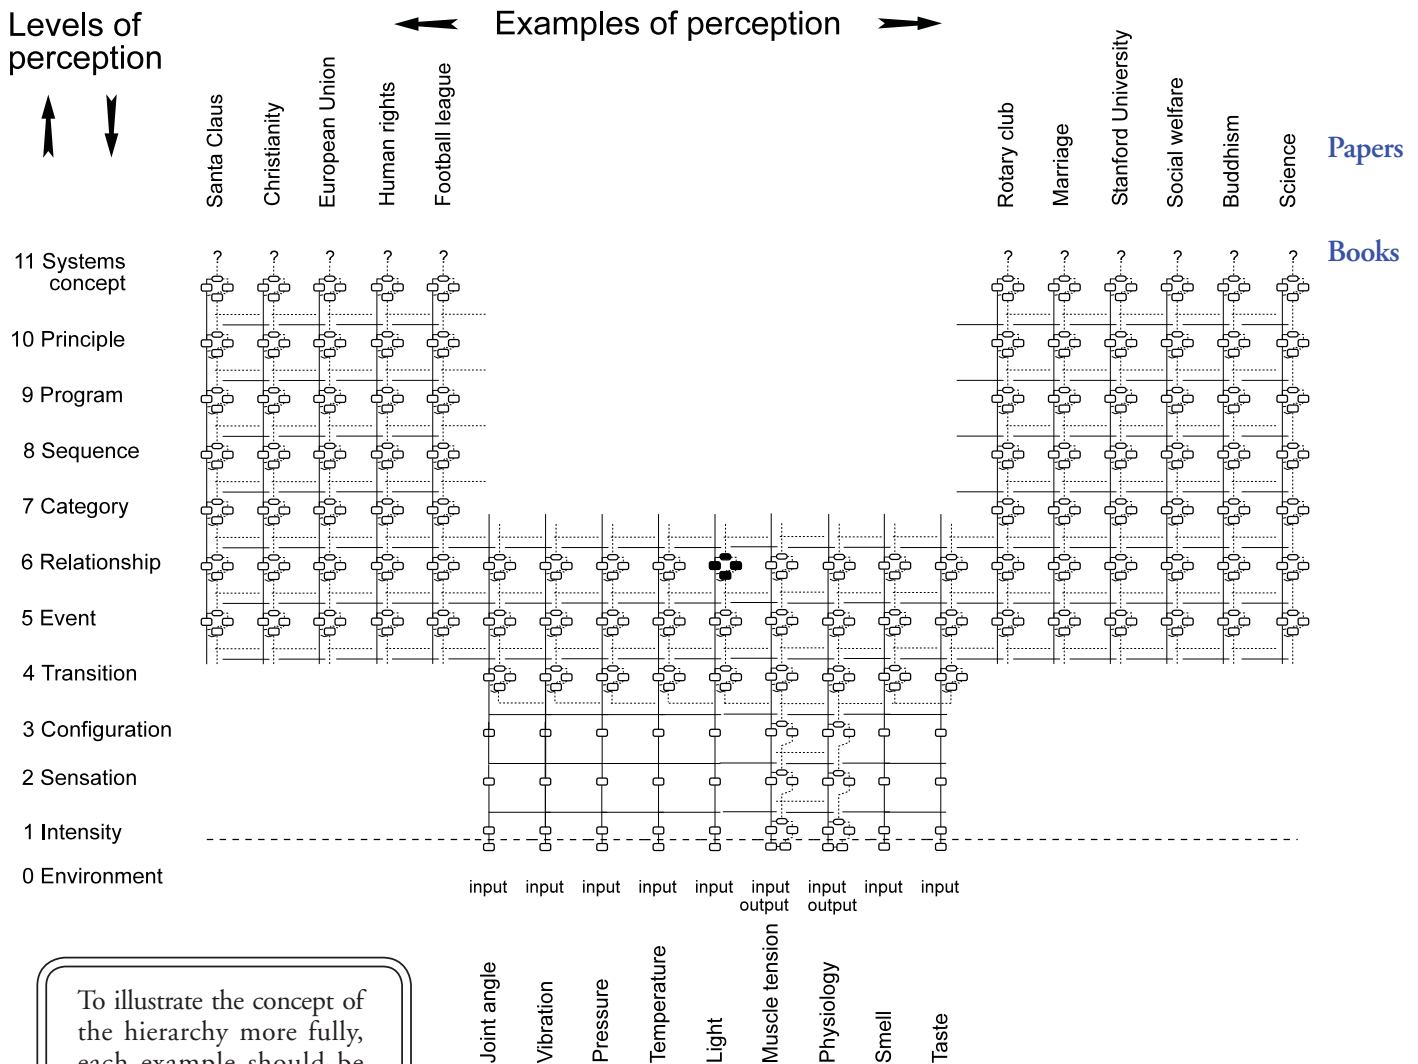 Levels of
perception
Examples of perception
Santa Claus
Christianity
European Union
Human rights
Football league
Rotary club
Marriage
Stanford University
Social welfare
Buddhism
Science
Papers
Books
? ? ? ? ? ? ? ? ? ? ?
11 Systems
concept
10 Principle
9 Program
8 Sequence
7 Category
6 Relationship
5 Event
4 Transition
3 Configuration
2 Sensation
1 Intensity
0 Environment
input input input input input input input input input
output output
Joint angle
Vibration
Pressure
Temperature
Light
Muscle tension
Physiology
Smell
Taste
To illustrate the concept of
the hierarchy more fully,
each example should be